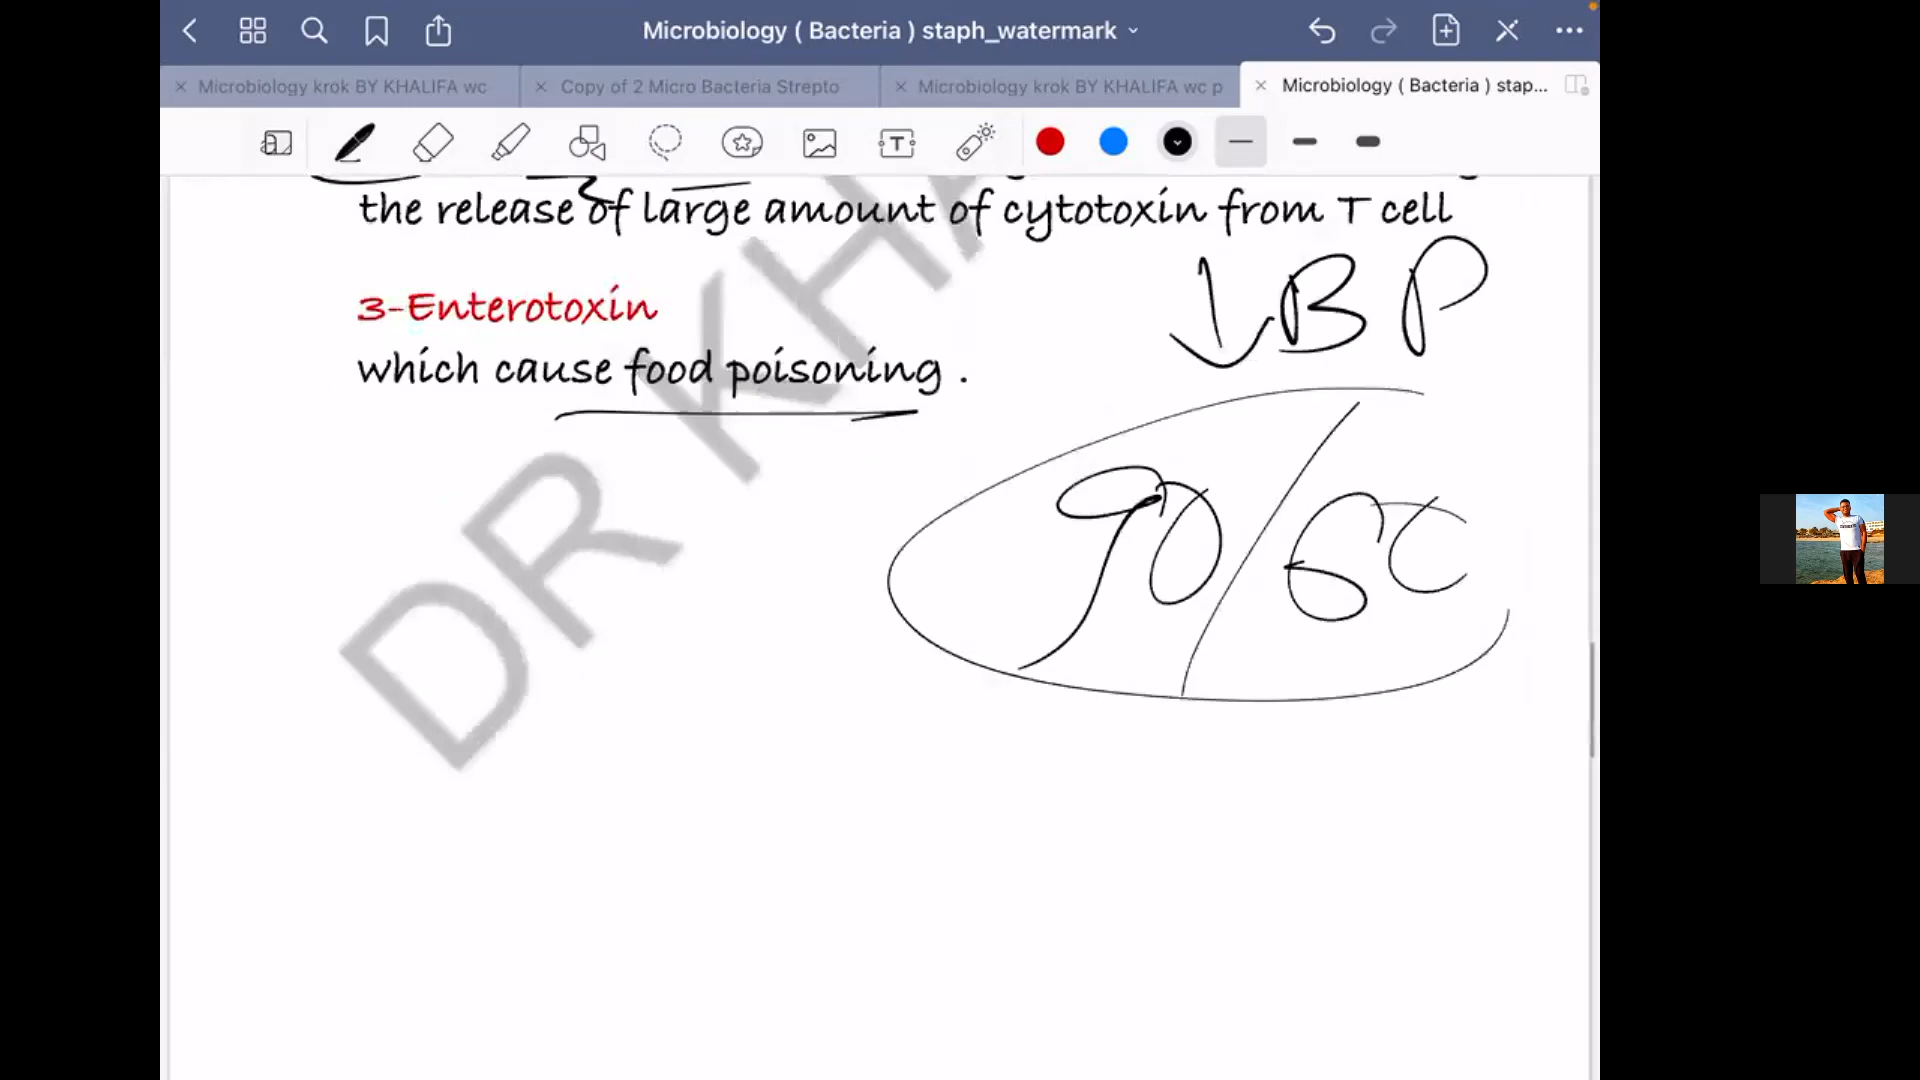 Microbiology ( Bacteria ) staph_watermark
Microbiology krok BY KHALIFA wc
Copy of 2 Micro Bacteria Strepto
Microbiology krok BY KHALIFA wc p
Microbiology ( Bacteria ) stap...
the release of large amount of cytotoxin from T cell
↓BP
3-Enterotoxin
which cause food poisoning .
90/60
DR KHA